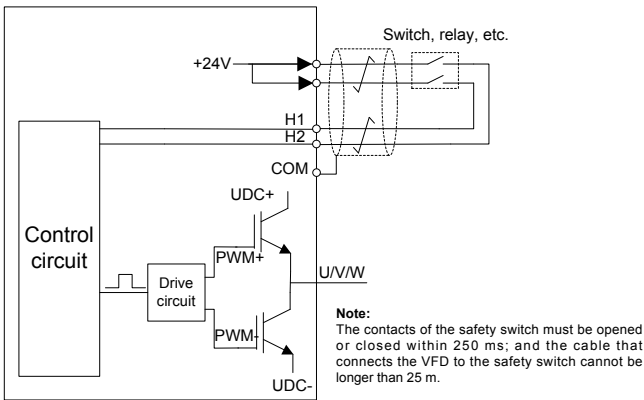 Switch, relay, etc.
+24V
H1
H2
COM
UDC+
Control
circuit
PWM+
Drive
circuit
U/V/W
PWM-
UDC-
Note:
The contacts of the safety switch must be opened
or closed within 250 ms; and the cable that
connects the VFD to the safety switch cannot be
longer than 25 m.